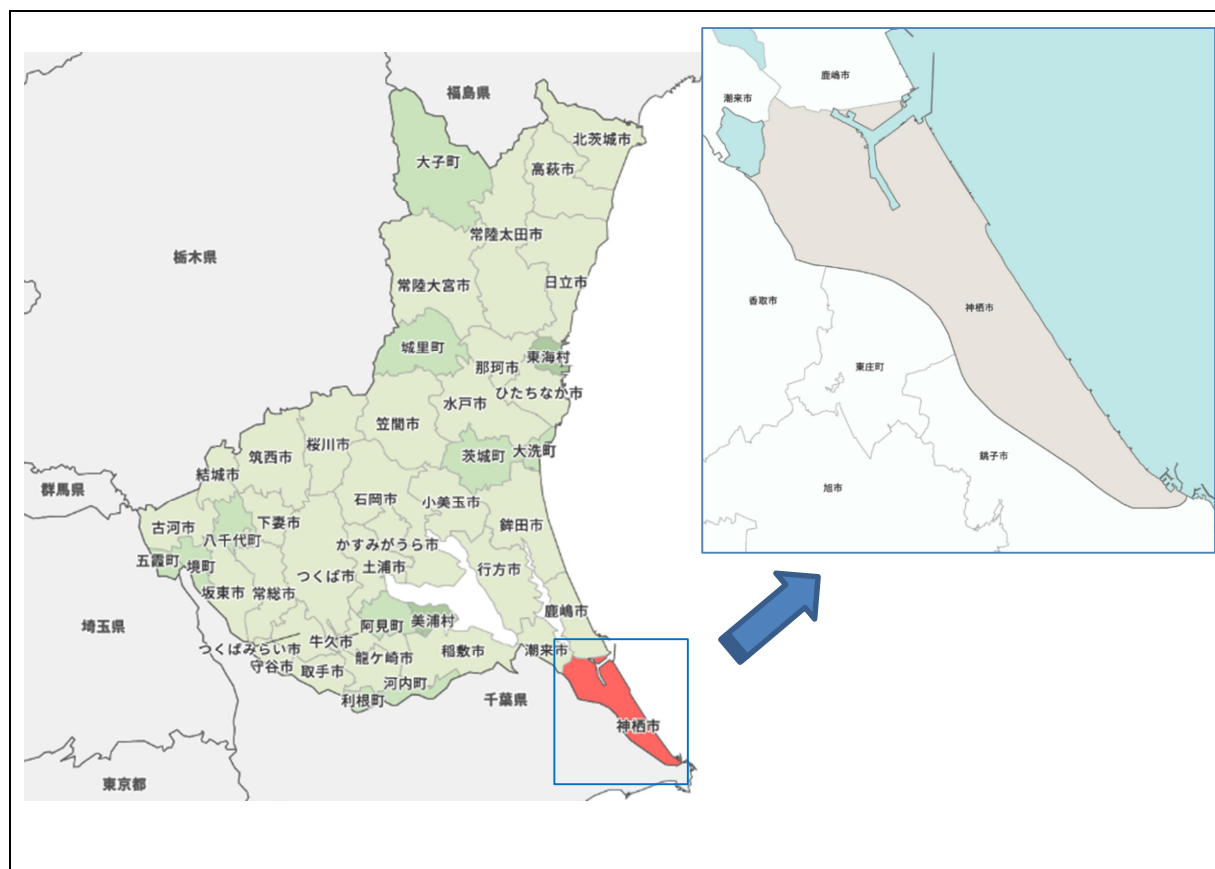 福島県
北茨城市
大子町
高萩市
常陸太田市
栃木県
常陸大宮市
日立市
城里町
東海村
那珂市
ひたちなか市
水戸市
笠間市
桜川市
大洗町
茨城町
筑西市
結城市
群馬県
石岡市
小美玉市
古河市
下妻市
鉾田市
八千代町
かすみがうら市
五霞町
境町
土浦市
行方市
つくば市
坂東市
常総市
鹿嶋市
阿見町
美浦村
埼玉県
牛久市
つくばみらい市
稲敷市
潮来市
龍ケ崎市
守谷市
取手市
河内町
利根町
千葉県
神栖市
東京都
鹿嶋市
潮来市
香取市
神栖市
東庄町
銚子市
旭市